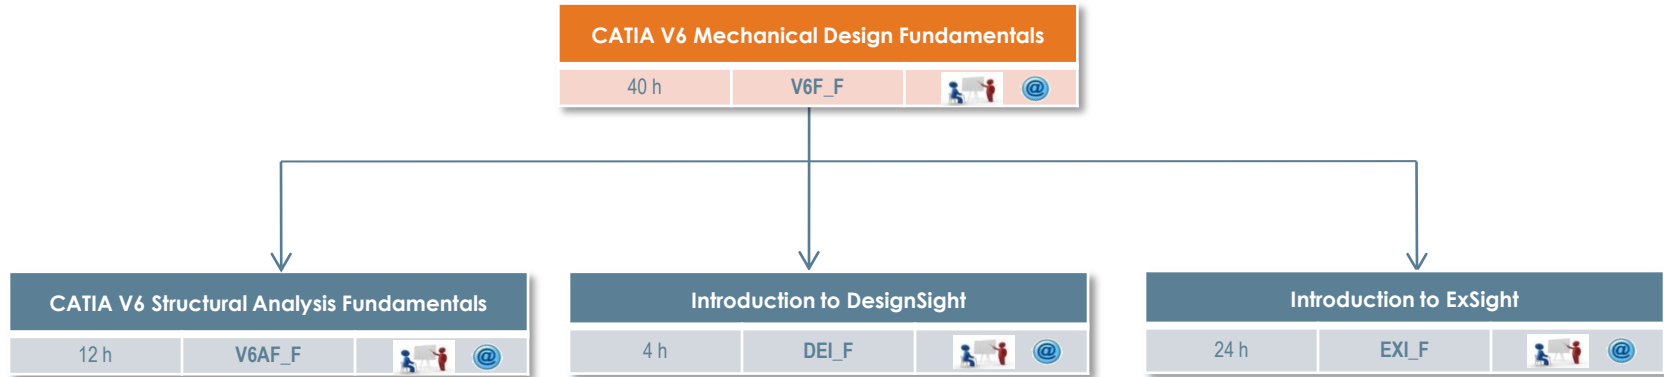 CATIA V6 Mechanical Design Fundamentals
40 h V6F_F @
CATIA V6 Structural Analysis Fundamentals
12 h V6AF_F @
Introduction to DesignSight
4 h DEI_F @
Introduction to ExSight
24 h EXI_F @